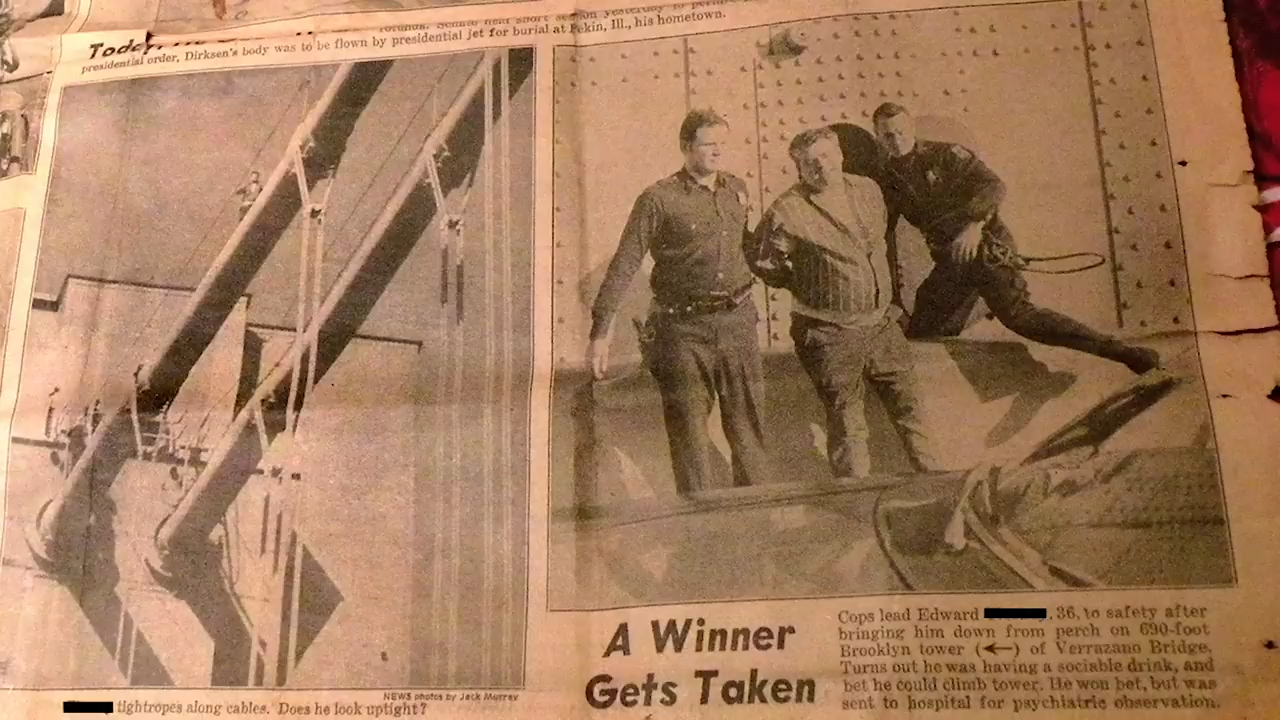 presidential order, Dirksen's body was to be flown by presidential jet for burial at Pekin, Ill., his hometown.
NEWS photos by Jack Murray
tightropes along cables. Does he look uptight?
A Winner
Gets Taken
Cops lead Edward , 36, to safety after
bringing him down from perch on 690-foot
Brooklyn tower (←) of Verrazano Bridge.
Turns out he was having a sociable drink, and
bet he could climb tower. He won bet, but was
sent to hospital for psychiatric observation.